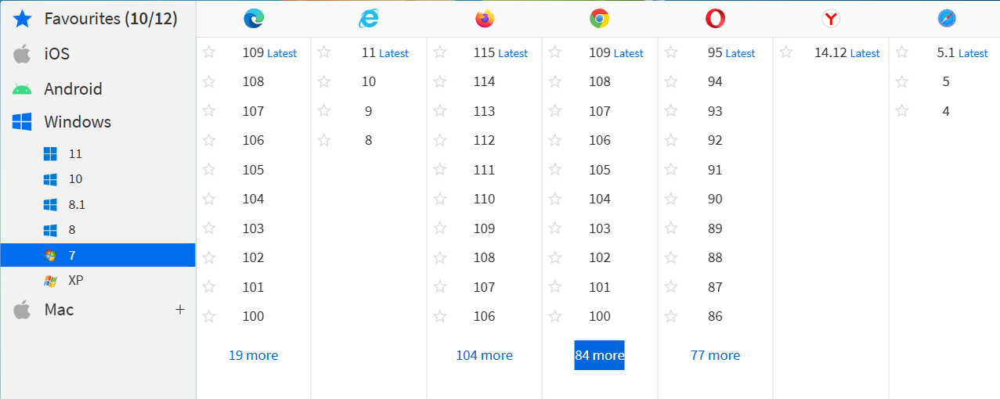 Favourites (10/12)
iOS
Android
Windows
11
10
8.1
8
7
XP
Mac +
109 Latest 11 Latest 115 Latest 109 Latest 95 Latest 14.12 Latest 5.1 Latest
108 10 114 108 94 5
107 9 113 107 93 4
106 8 112 106 92
105 111 105 91
104 110 104 90
103 109 103 89
102 108 102 88
101 107 101 87
100 106 100 86
19 more 104 more 84 more 77 more